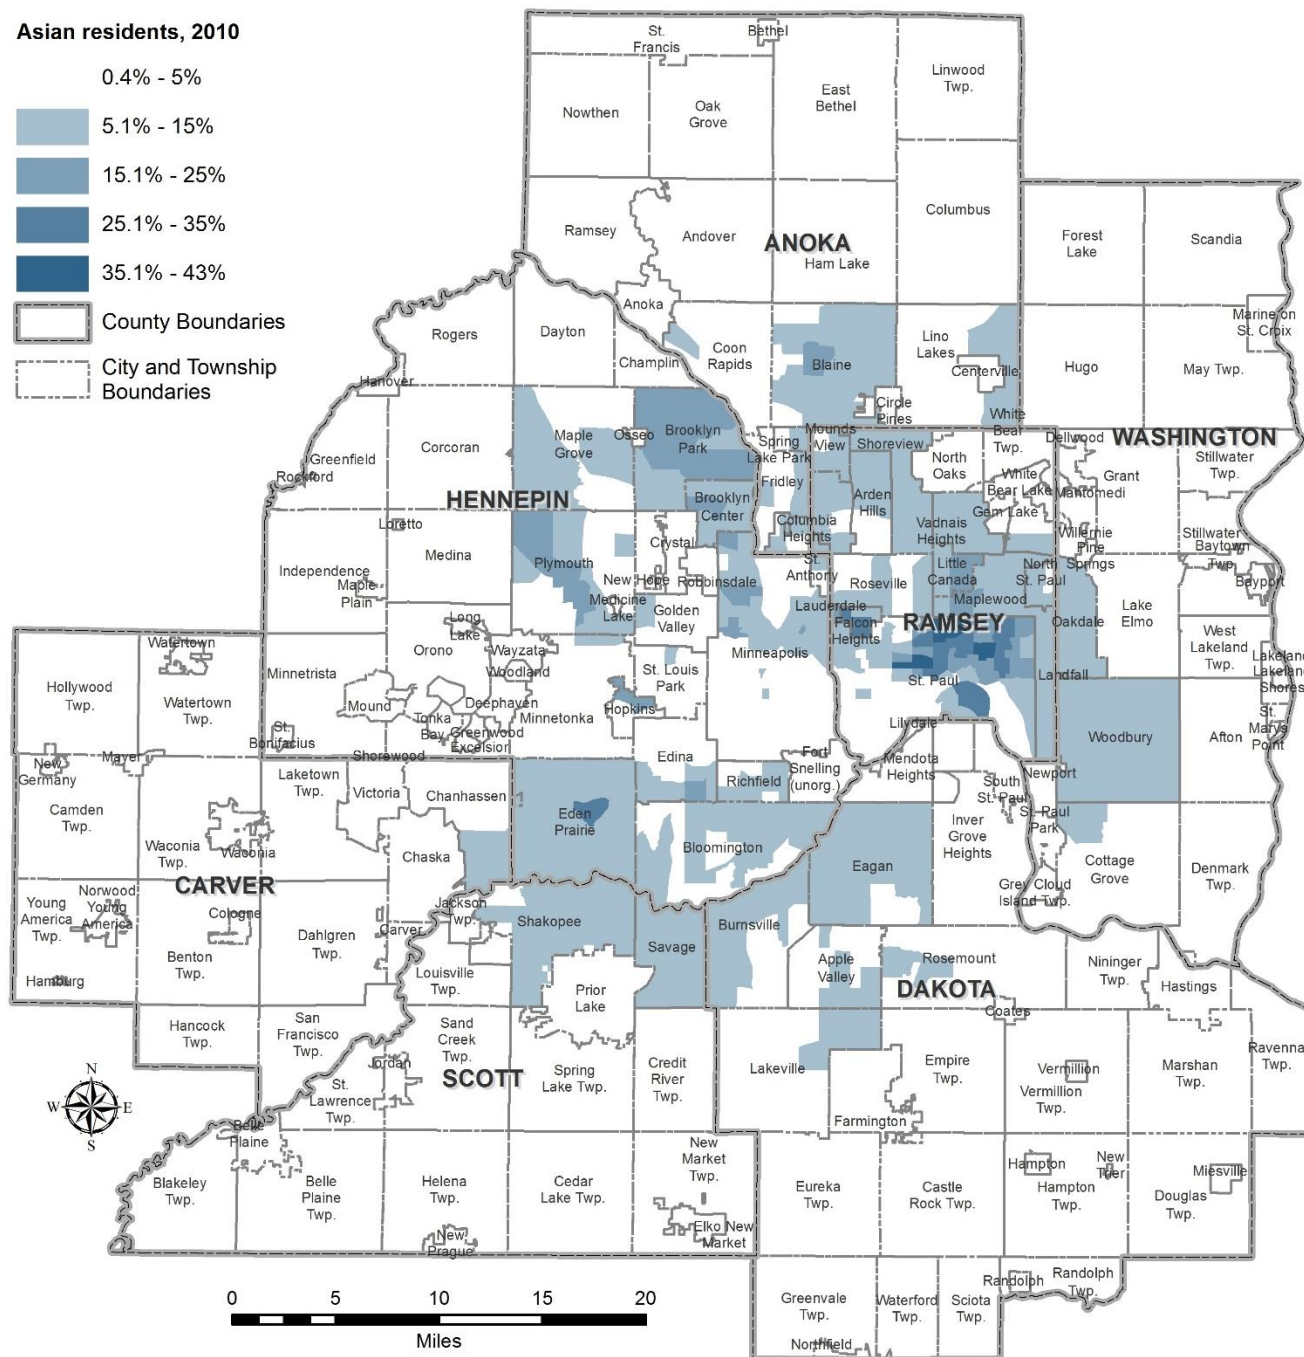 Asian residents, 2010
0.4% - 5%
5.1% - 15%
15.1% - 25%
25.1% - 35%
35.1% - 43%
County Boundaries
City and Township
Boundaries
St.
Francis
Bethel
Linwood
Twp.
Nowthen
Oak
Grove
East
Bethel
Ramsey
Andover
ANOKA
Ham Lake
Columbus
Forest
Lake
Scandia
Anoka
Marine on
St. Croix
Rogers
Dayton
Champlin
Coon
Rapids
Blaine
Lino
Lakes
Centerville
Hugo
May Twp.
Hanover
Circle
Pines
Corcoran
Maple
Grove
Osseo
Brooklyn
Park
Spring
Lake Park
Mounds
View
Shoreview
White
Bear
Twp.
Dellwood
WASHINGTON
Stillwater
Twp.
Greenfield
Rockford
HENNEPIN
Brooklyn
Center
Fridley
Arden
Hills
North
Oaks
White
Bear Lake
Gem Lake
Mahtomedi
Grant
Loretto
Medina
Crystal
Columbia
Heights
Vadnais
Heights
Willernie
Pine
Springs
Stillwater
Baytown
Twp.
Bayport
Independence
Maple
Plain
Plymouth
New Hope
Robbinsdale
St.
Anthony
Roseville
Little
Canada
North
St. Paul
Medicine
Lake
Golden
Valley
Lauderdale
Falcon
Heights
Maplewood
RAMSEY
Oakdale
Lake
Elmo
West
Lakeland
Twp.
Lakeland
Lakeland
Shores
Long
Lake
Orono
Wayzata
Woodland
Minneapolis
Watertown
Hollywood
Twp.
Watertown
Twp.
Minnetrista
Mound
Deephaven
Tonka
Bay
Greenwood
Excelsior
Minnetonka
St. Louis
Park
Hopkins
St. Paul
Landfall
St.
Bonifacius
Shorewood
Lilydale
Woodbury
Afton
St.
Marys
Point
Mayer
New
Germany
Camden
Twp.
Laketown
Twp.
Victoria
Chanhassen
Edina
Richfield
Fort
Snelling
(unorg.)
Mendota
Heights
South
St. Paul
Newport
St. Paul
Park
Eden
Prairie
Waconia
Twp.
Waconia
Chaska
Bloomington
Eagan
Inver
Grove
Heights
Cottage
Grove
Denmark
Twp.
CARVER
Grey Cloud
Island Twp.
Young
America
Twp.
Norwood
Young
America
Cologne
Jackson
Twp.
Carver
Shakopee
Savage
Burnsville
Benton
Twp.
Dahlgren
Twp.
Louisville
Twp.
Prior
Lake
Apple
Valley
Rosemount
Nininger
Twp.
Hastings
Hamburg
DAKOTA
Coates
Hancock
Twp.
San
Francisco
Twp.
Sand
Creek
Twp.
Jordan
SCOTT
Spring
Lake Twp.
Credit
River
Twp.
Lakeville
Empire
Twp.
Vermillion
Vermillion
Twp.
Marshan
Twp.
Ravenna
Twp.
St.
Lawrence
Twp.
Farmington
N
W
E
S
Belle
Plaine
Blakeley
Twp.
Belle
Plaine
Twp.
Helena
Twp.
Cedar
Lake Twp.
New
Market
Twp.
Elko New
Market
New
Prague
Eureka
Twp.
Castle
Rock Twp.
Hampton
Hampton
Twp.
New
Trier
Miesville
Douglas
Twp.
Randolph
Randolph
Twp.
Greenvale
Twp.
Waterford
Twp.
Sciota
Twp.
Northfield
0 5 10 15 20
Miles